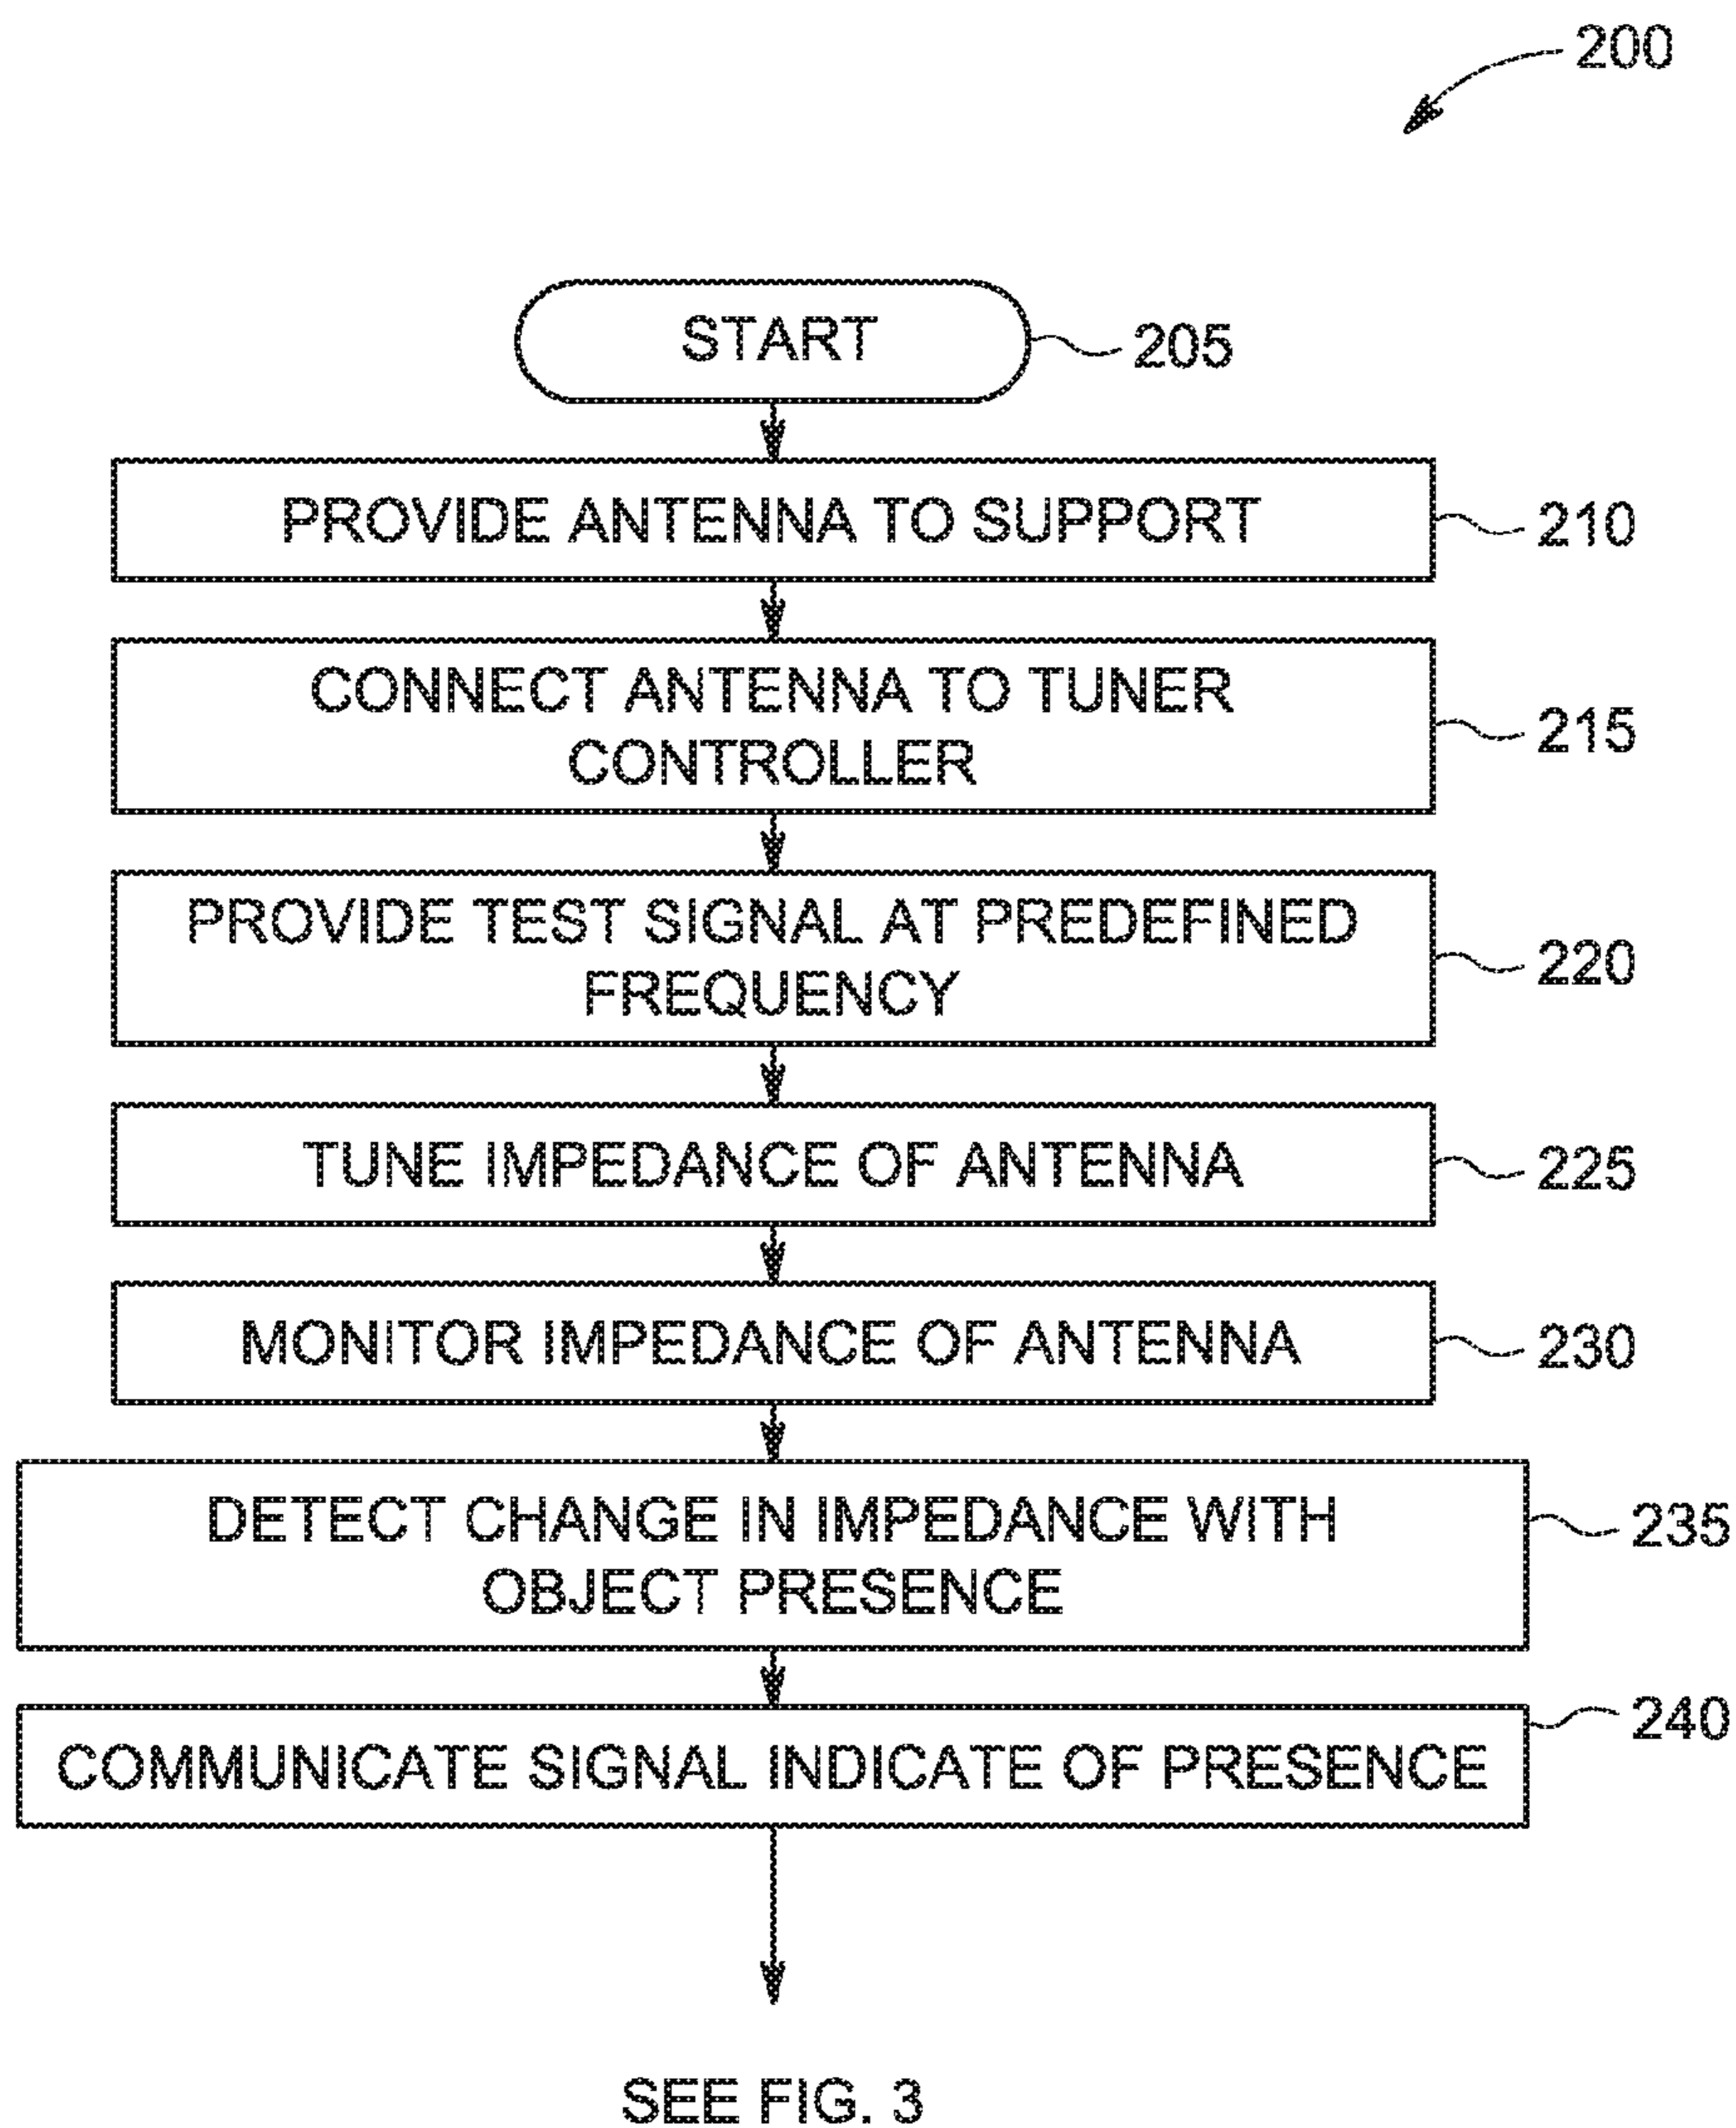 200
START
205
PROVIDE ANTENNA TO SUPPORT
210
CONNECT ANTENNA TO TUNER
CONTROLLER
215
PROVIDE TEST SIGNAL AT PREDEFINED
FREQUENCY
220
TUNE IMPEDANCE OF ANTENNA
225
MONITOR IMPEDANCE OF ANTENNA
230
DETECT CHANGE IN IMPEDANCE WITH
OBJECT PRESENCE
235
COMMUNICATE SIGNAL INDICATE OF PRESENCE
240
SEE FIG. 3